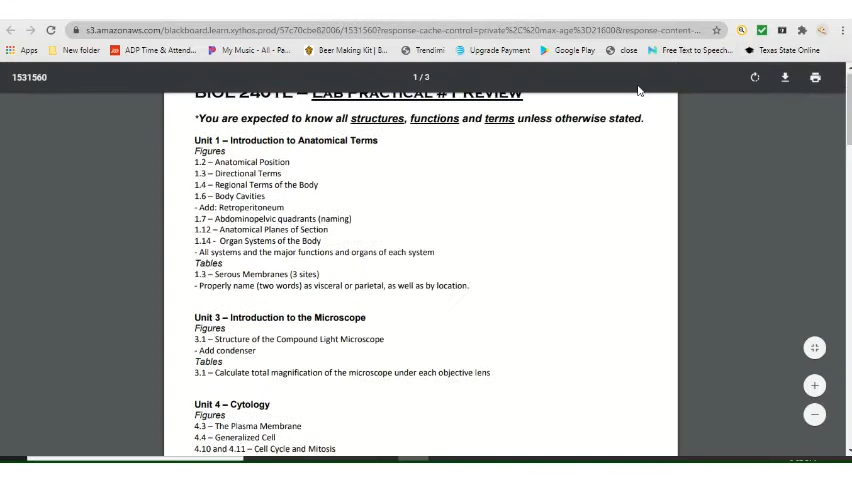 s3.amazonaws.com/blackboard.learn.xythos.prod/57c70cbe82006/1531560?response-cache-control=private%2C%20max-age%3D21600&response-content-...
Apps New folder ADP Time & Attend... My Music - All - Pa... Beer Making Kit | B... Trendimi Upgrade Payment Google Play close Free Text to Speech... Texas State Online
1531560 1 / 3
BIOL 2401L – LAB PRACTICAL #1 REVIEW
*You are expected to know all structures, functions and terms unless otherwise stated.
Unit 1 – Introduction to Anatomical Terms
Figures
1.2 – Anatomical Position
1.3 – Directional Terms
1.4 – Regional Terms of the Body
1.6 – Body Cavities
- Add: Retroperitoneum
1.7 – Abdominopelvic quadrants (naming)
1.12 – Anatomical Planes of Section
1.14 - Organ Systems of the Body
- All systems and the major functions and organs of each system
Tables
1.3 – Serous Membranes (3 sites)
- Properly name (two words) as visceral or parietal, as well as by location.
Unit 3 – Introduction to the Microscope
Figures
3.1 – Structure of the Compound Light Microscope
- Add condenser
Tables
3.1 – Calculate total magnification of the microscope under each objective lens
Unit 4 – Cytology
Figures
4.3 – The Plasma Membrane
4.4 – Generalized Cell
4.10 and 4.11 – Cell Cycle and Mitosis